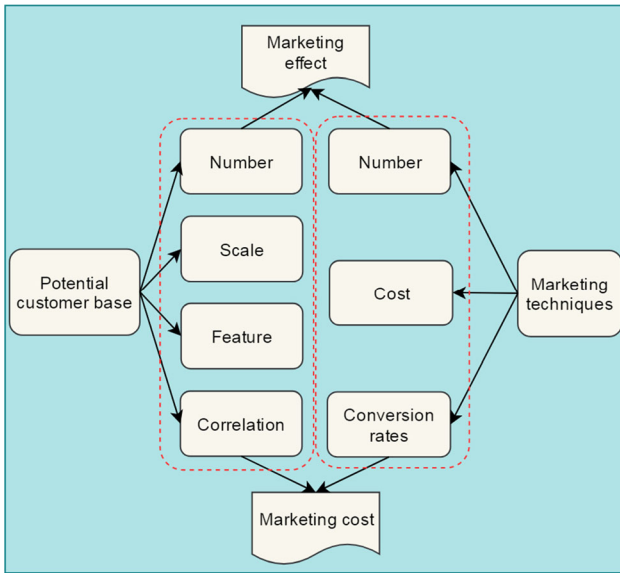 Marketing
effect
Number
Number
Scale
Potential
customer base
Cost
Marketing
techniques
Feature
Correlation
Conversion
rates
Marketing cost